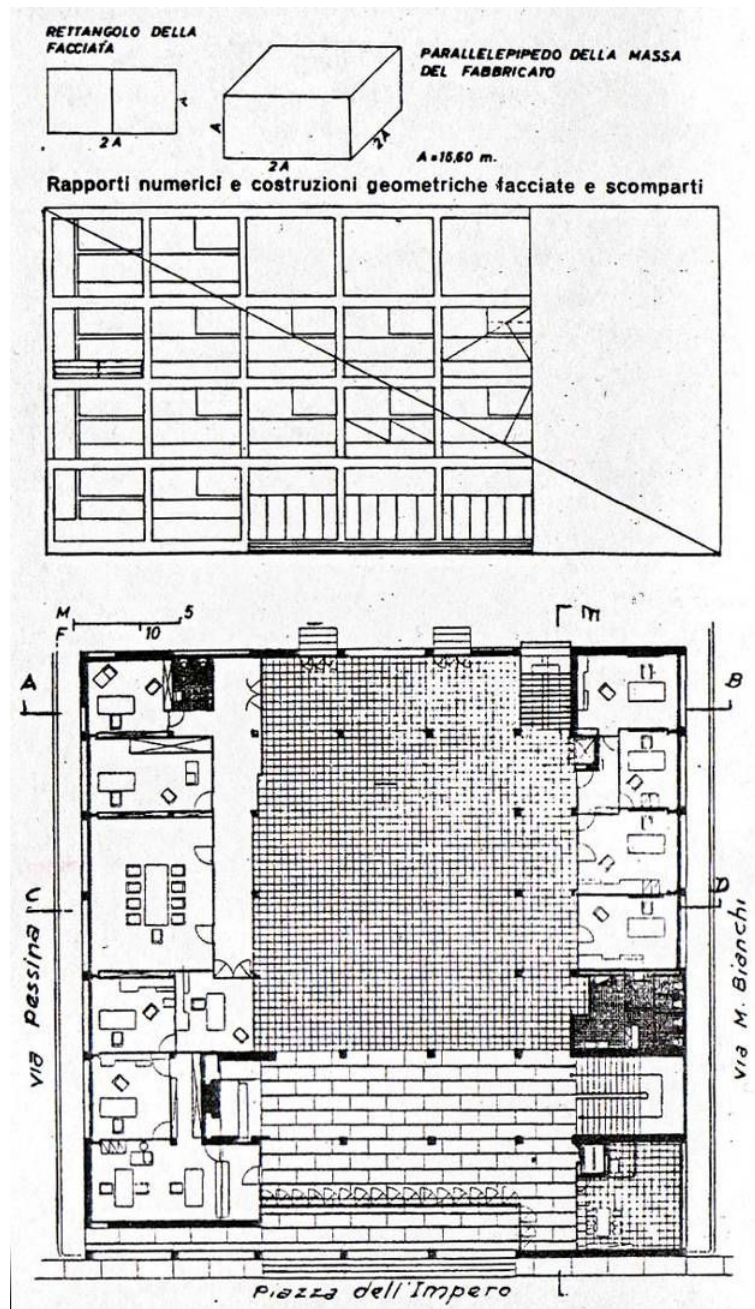 RETTANGOLO DELLA
FACCIATA
A
2A
PARALLELEPIPEDO DELLA MASSA
DEL FABBRICATO
A
2A
2A
A = 16,60 m.
Rapporti numerici e costruzioni geometriche facciate e scomparti
M 5
F 10
A
B
D
via Pessina
via M. Bianchi
Piazza dell'Impero